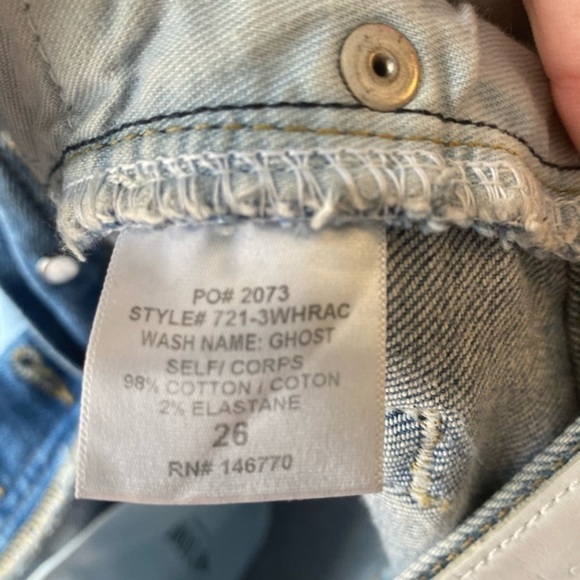 PO# 2073
STYLE# 721-3WHRAC
WASH NAME: GHOST
SELF/ CORPS
98% COTTON / COTON
2% ELASTANE
26
RN# 146770